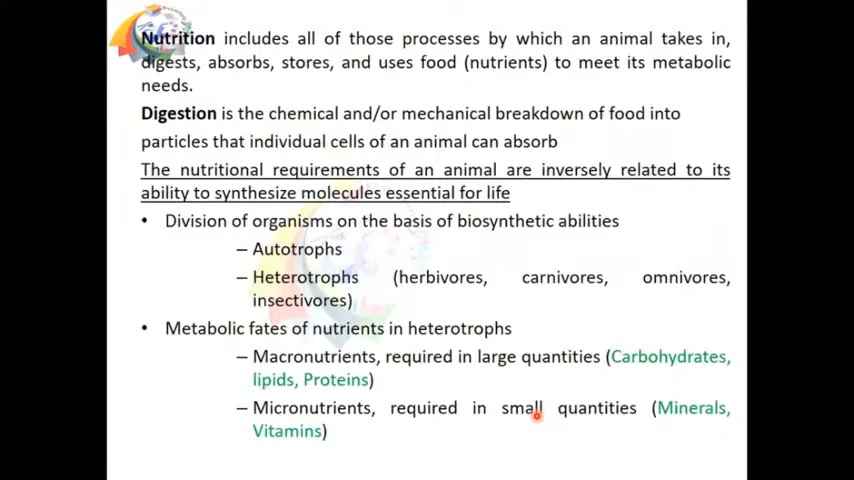 Nutrition includes all of those processes by which an animal takes in,
digests, absorbs, stores, and uses food (nutrients) to meet its metabolic
needs.
Digestion is the chemical and/or mechanical breakdown of food into
particles that individual cells of an animal can absorb
The nutritional requirements of an animal are inversely related to its
ability to synthesize molecules essential for life
• Division of organisms on the basis of biosynthetic abilities
– Autotrophs
– Heterotrophs (herbivores, carnivores, omnivores,
insectivores)
• Metabolic fates of nutrients in heterotrophs
– Macronutrients, required in large quantities (Carbohydrates,
lipids, Proteins)
– Micronutrients, required in small quantities (Minerals,
Vitamins)